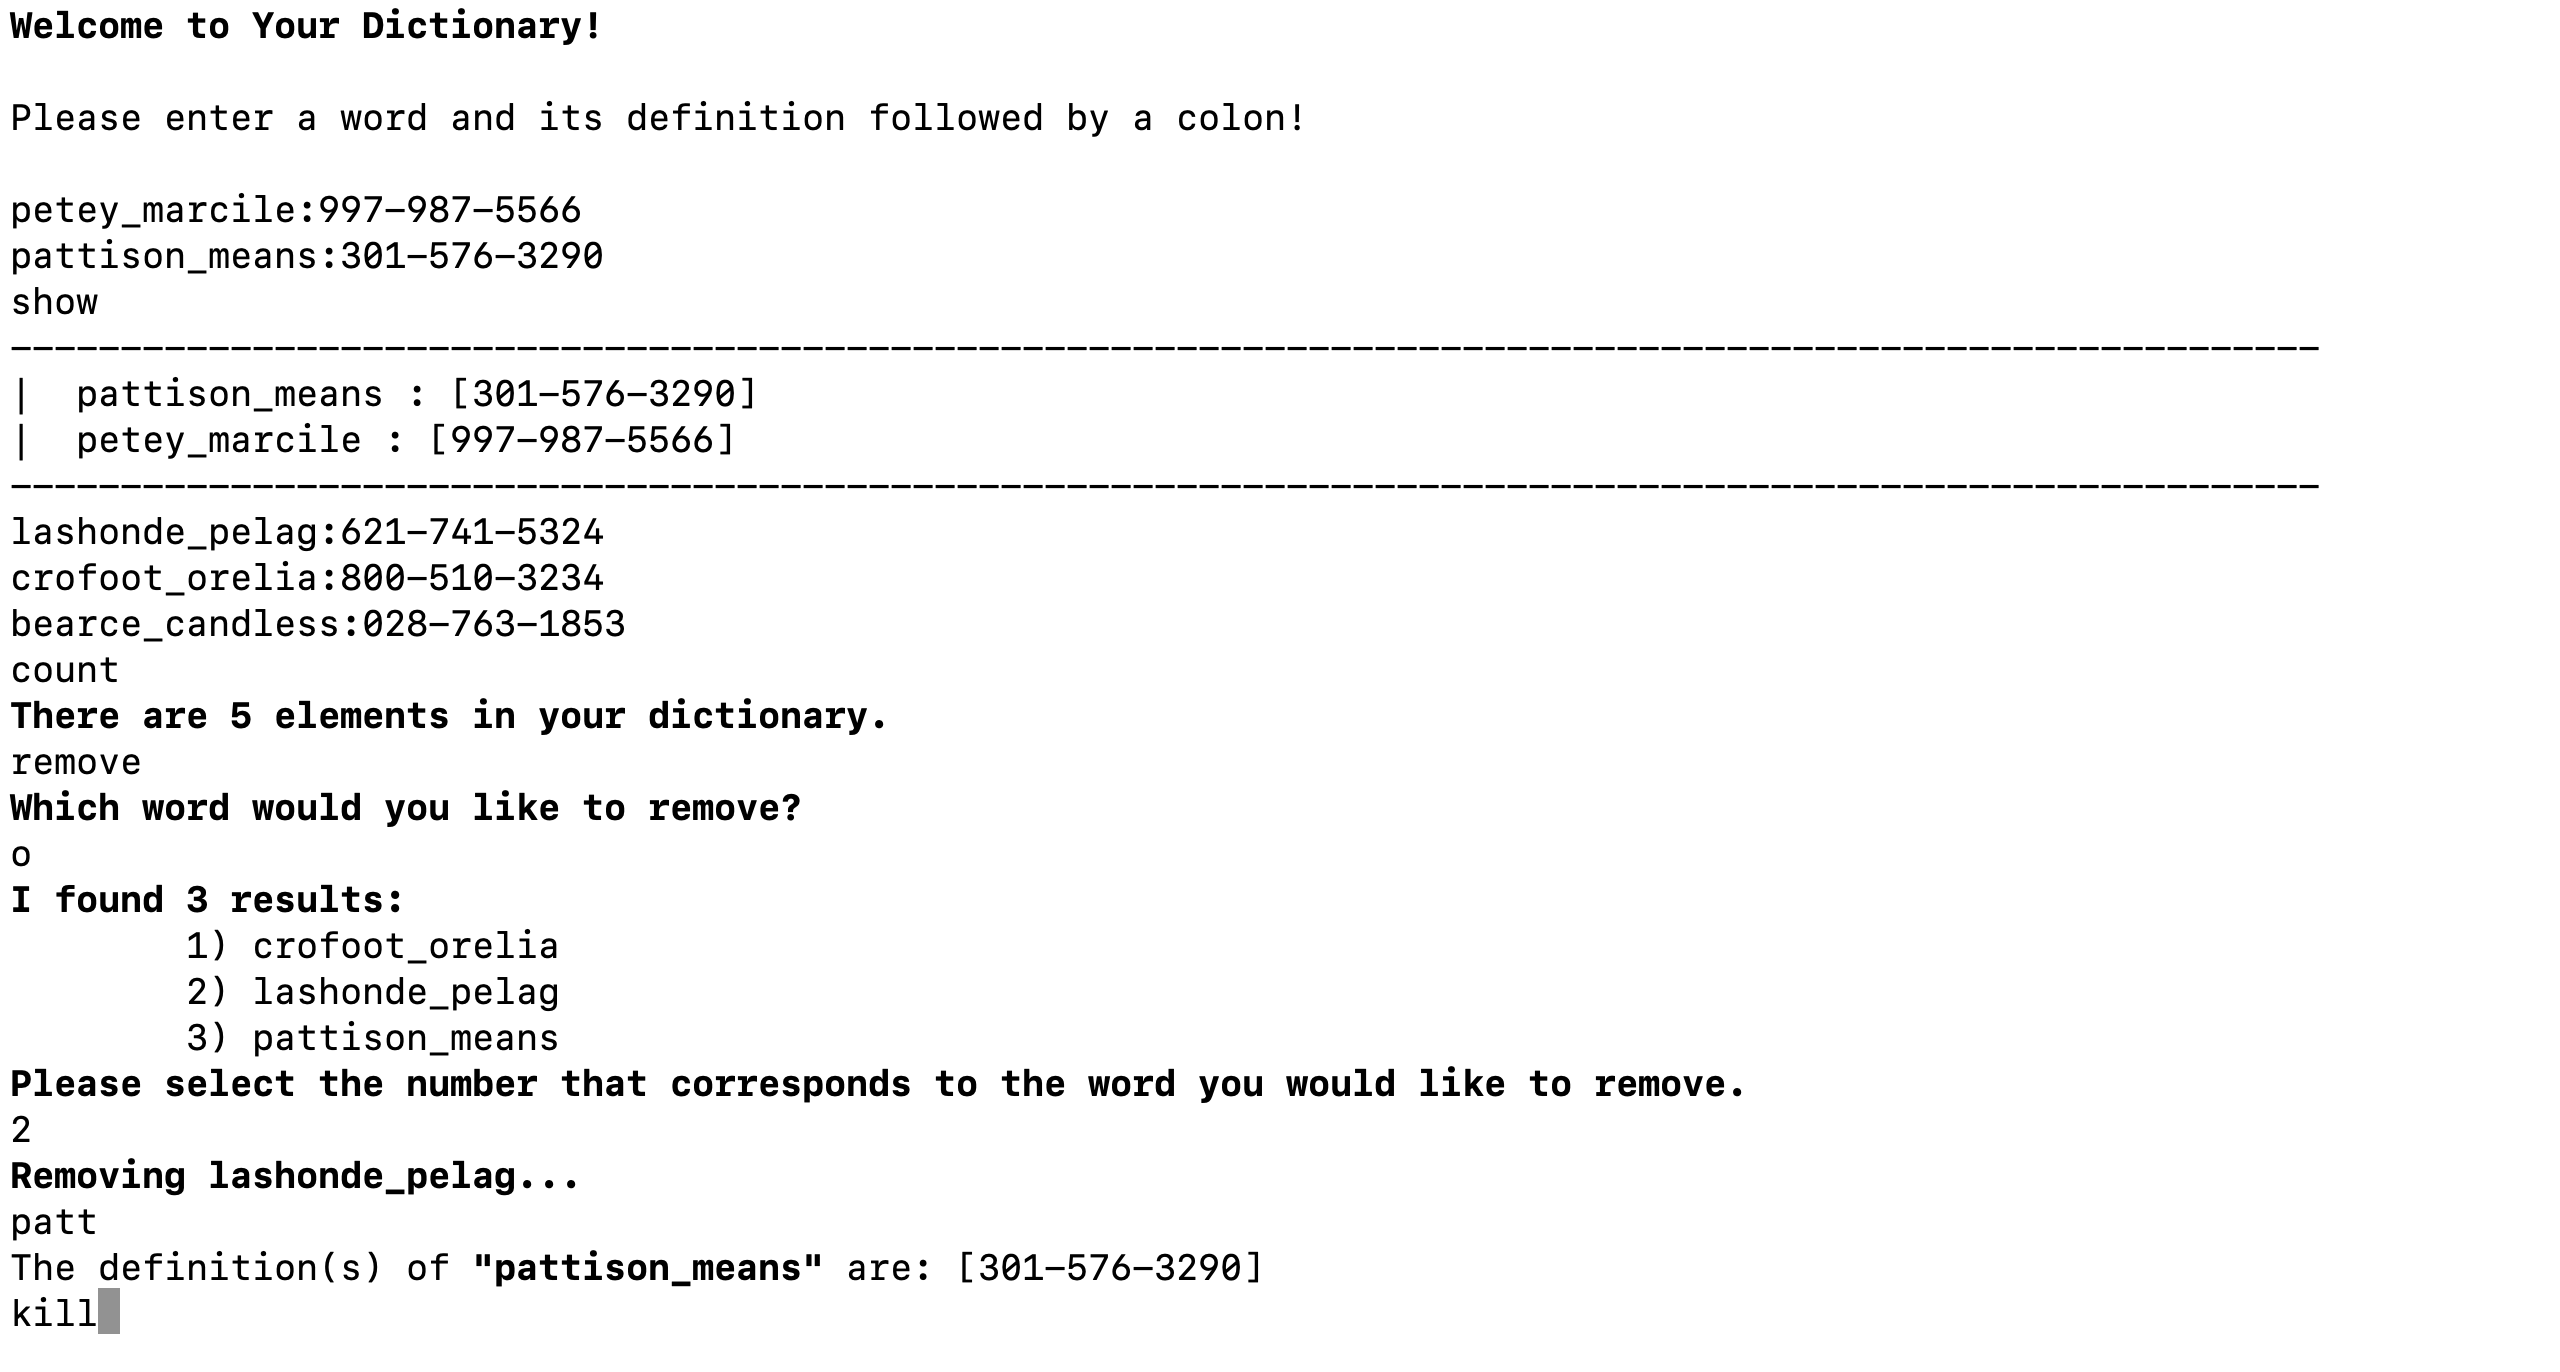 Welcome to Your Dictionary!
Please enter a word and its definition followed by a colon!
petey_marcile:997-987-5566
pattison_means:301-576-3290
show
---------------------------------------------------------------------------------------------------------
|  pattison_means : [301-576-3290]
|  petey_marcile : [997-987-5566]
---------------------------------------------------------------------------------------------------------
lashonde_pelag:621-741-5324
crofoot_orelia:800-510-3234
bearce_candless:028-763-1853
count
There are 5 elements in your dictionary.
remove
Which word would you like to remove?
o
I found 3 results:
        1) crofoot_orelia
        2) lashonde_pelag
        3) pattison_means
Please select the number that corresponds to the word you would like to remove.
2
Removing lashonde_pelag...
patt
The definition(s) of "pattison_means" are: [301-576-3290]
kill